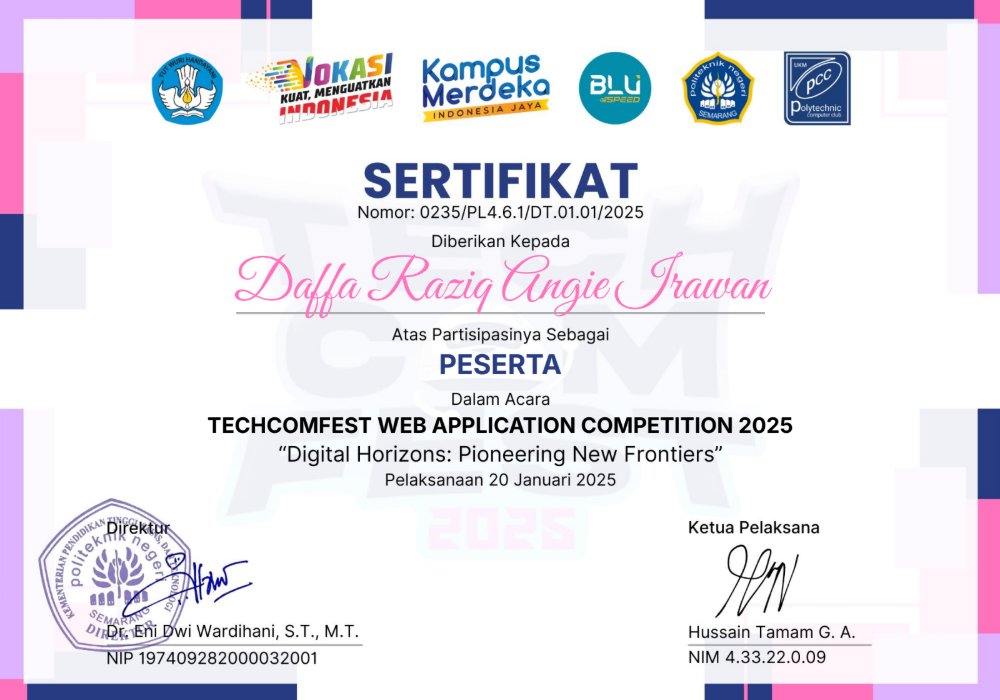 TUT WURI HANDAYANI
VOKASI
KUAT, MENGUATKAN
INDONESIA
Kampus
Merdeka
INDONESIA JAYA
BLU
SPEED
politeknik negeri
SEMARANG
UKM
PCC
Polytechnic
computer club
SERTIFIKAT
Nomor: 0235/PL4.6.1/DT.01.01/2025
Diberikan Kepada
Daffa Raziq Angie Irawan
Atas Partisipasinya Sebagai
PESERTA
Dalam Acara
TECHCOMFEST WEB APPLICATION COMPETITION 2025
“Digital Horizons: Pioneering New Frontiers”
Pelaksanaan 20 Januari 2025
TECH
COM
FEST
2025
Direktur
KEMENTERIAN PENDIDIKAN TINGGI
TEKNOLOGI
politeknik negeri
SEMARANG
DIREKTUR
Dr. Eni Dwi Wardihani, S.T., M.T.
NIP 197409282000032001
Ketua Pelaksana
Hussain Tamam G. A.
NIM 4.33.22.0.09